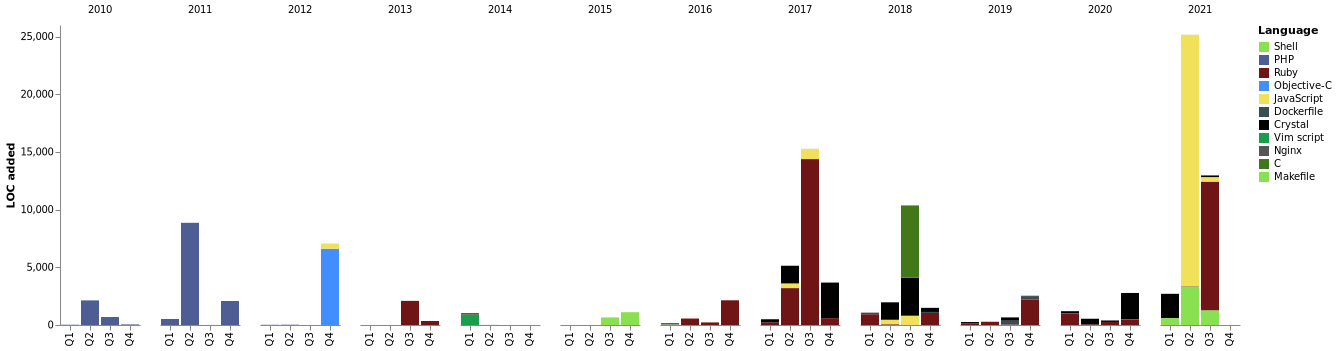 2010 2011 2012 2013 2014 2015 2016 2017 2018 2019 2020 2021
LOC added
25,000
20,000
15,000
10,000
5,000
0
Q1 Q2 Q3 Q4 Q1 Q2 Q3 Q4 Q1 Q2 Q3 Q4 Q1 Q2 Q3 Q4 Q1 Q2 Q3 Q4 Q1 Q2 Q3 Q4 Q1 Q2 Q3 Q4 Q1 Q2 Q3 Q4 Q1 Q2 Q3 Q4 Q1 Q2 Q3 Q4 Q1 Q2 Q3 Q4 Q1 Q2 Q3 Q4
Language
Shell
PHP
Ruby
Objective-C
JavaScript
Dockerfile
Crystal
Vim script
Nginx
C
Makefile